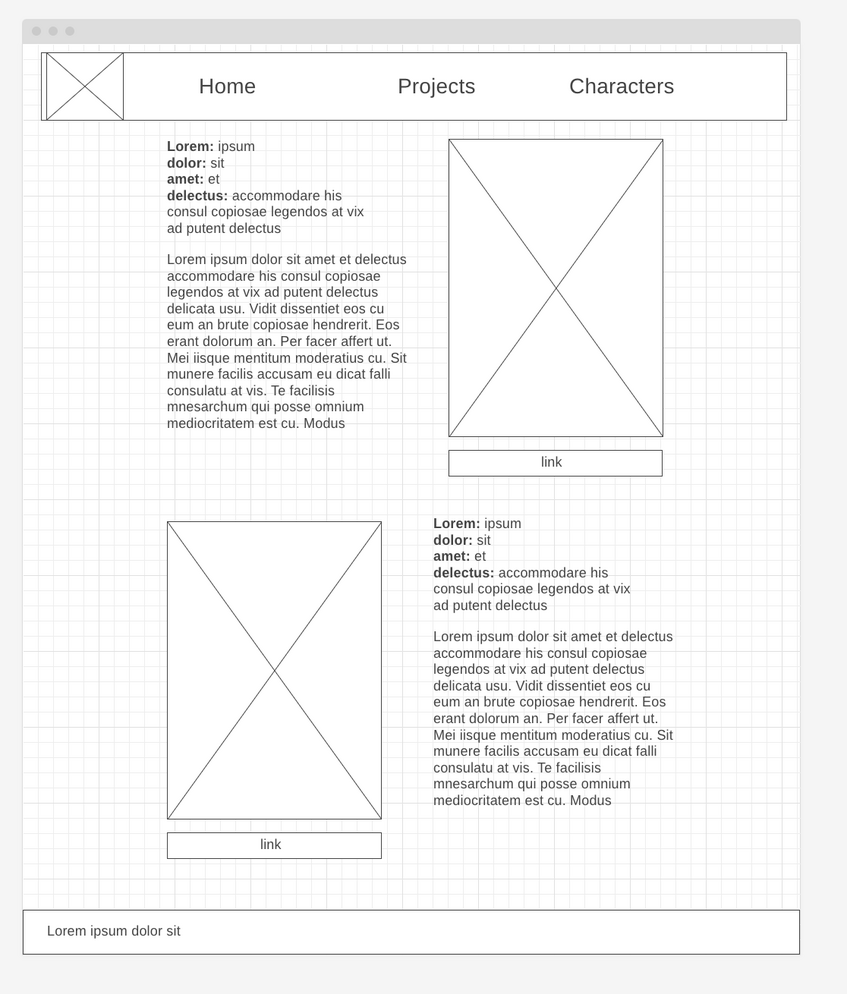 Home
Projects
Characters
Lorem: ipsum
dolor: sit
amet: et
delectus: accommodare his
consul copiosae legendos at vix
ad putent delectus
Lorem ipsum dolor sit amet et delectus
accommodare his consul copiosae
legendos at vix ad putent delectus
delicata usu. Vidit dissentiet eos cu
eum an brute copiosae hendrerit. Eos
erant dolorum an. Per facer affert ut.
Mei iisque mentitum moderatius cu. Sit
munere facilis accusam eu dicat falli
consulatu at vis. Te facilisis
mnesarchum qui posse omnium
mediocritatem est cu. Modus
link
Lorem: ipsum
dolor: sit
amet: et
delectus: accommodare his
consul copiosae legendos at vix
ad putent delectus
Lorem ipsum dolor sit amet et delectus
accommodare his consul copiosae
legendos at vix ad putent delectus
delicata usu. Vidit dissentiet eos cu
eum an brute copiosae hendrerit. Eos
erant dolorum an. Per facer affert ut.
Mei iisque mentitum moderatius cu. Sit
munere facilis accusam eu dicat falli
consulatu at vis. Te facilisis
mnesarchum qui posse omnium
mediocritatem est cu. Modus
link
Lorem ipsum dolor sit